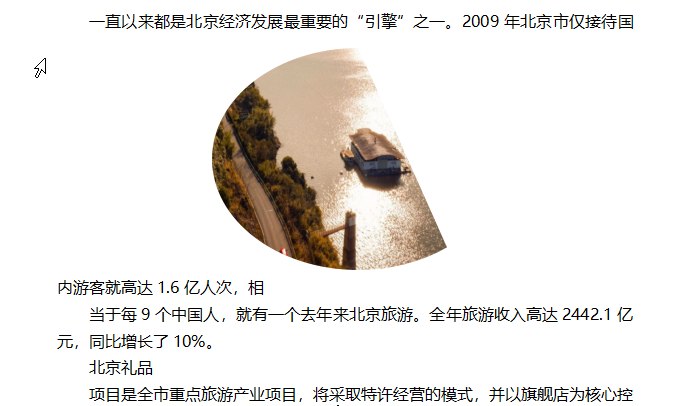 一直以来都是北京经济发展最重要的“引擎”之一。2009 年北京市仅接待国
内游客就高达 1.6 亿人次，相
当于每 9 个中国人，就有一个去年来北京旅游。全年旅游收入高达 2442.1 亿
元，同比增长了 10%。
北京礼品
项目是全市重点旅游产业项目，将采取特许经营的模式，并以旗舰店为核心控